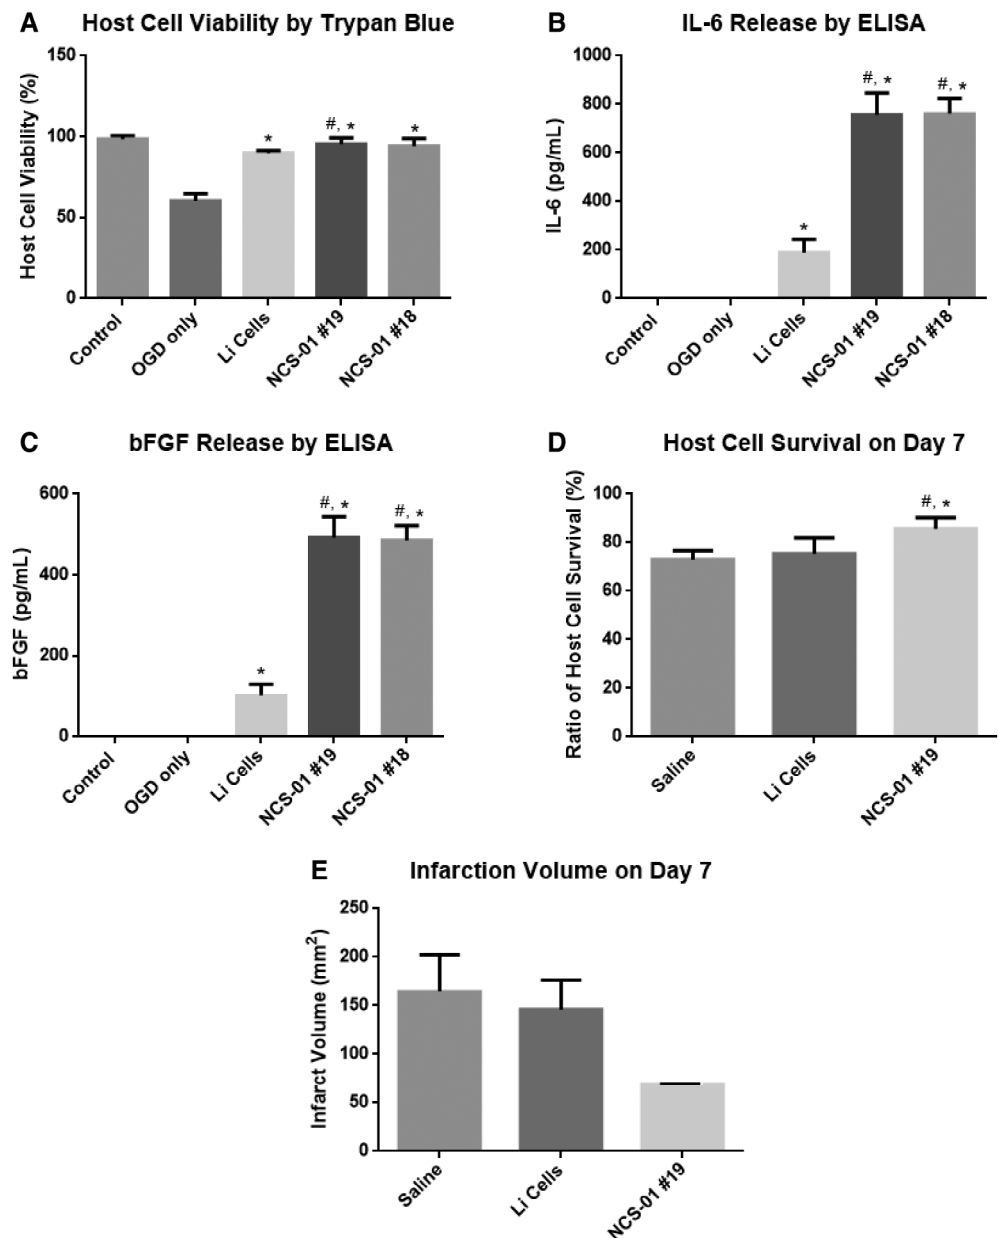 A Host Cell Viability by Trypan Blue
Host Cell Viability (%)
150
100
50
0
*
#, *
*
Control
OGD only
Li Cells
NCS-01 #19
NCS-01 #18
B IL-6 Release by ELISA
IL-6 (pg/mL)
1000
800
600
400
200
0
*
#, *
#, *
Control
OGD only
Li Cells
NCS-01 #19
NCS-01 #18
C bFGF Release by ELISA
bFGF (pg/mL)
600
400
200
0
*
#, *
#, *
Control
OGD only
Li Cells
NCS-01 #19
NCS-01 #18
D Host Cell Survival on Day 7
Ratio of Host Cell Survival (%)
100
80
60
40
20
0
#, *
Saline
Li Cells
NCS-01 #19
E Infarction Volume on Day 7
Infarct Volume (mm²)
250
200
150
100
50
0
Saline
Li Cells
NCS-01 #19